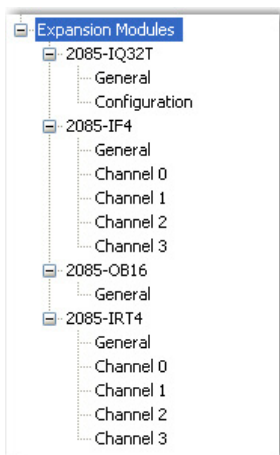 Expansion Modules
2085-IQ32T
General
Configuration
2085-IF4
General
Channel 0
Channel 1
Channel 2
Channel 3
2085-OB16
General
2085-IRT4
General
Channel 0
Channel 1
Channel 2
Channel 3